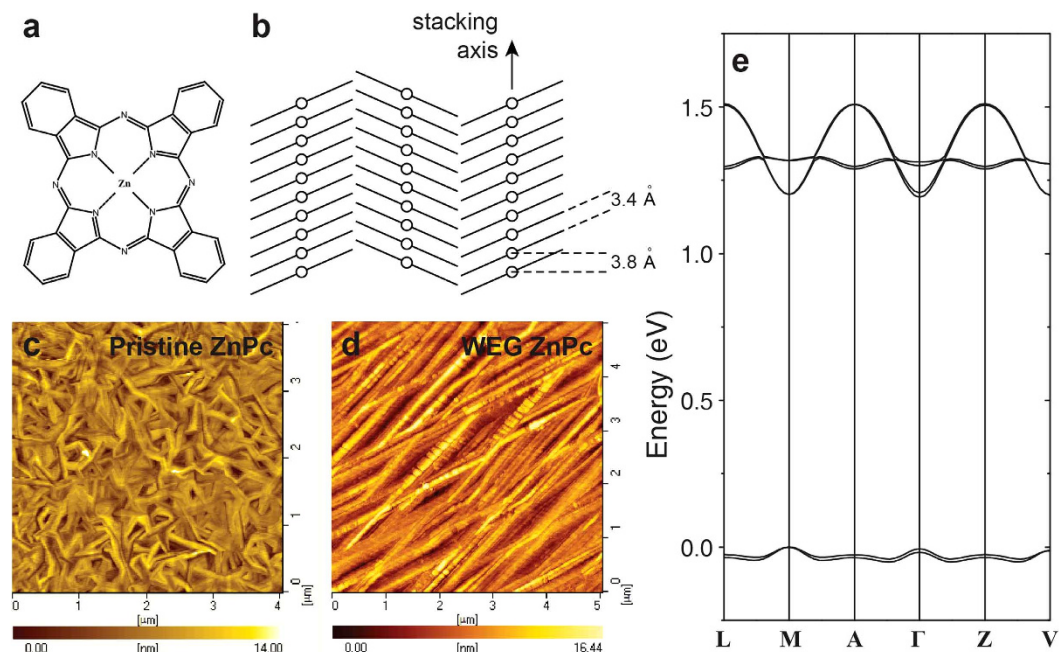 a
N
N
N
N
Zn
N
N
N
N
b
stacking
axis
3.4 Å
3.8 Å
c
Pristine ZnPc
3
2
1
0
[µm]
0 1 2 3 4
[µm]
0.00 [nm] 14.00
d
WEG ZnPc
4
3
2
1
0
[µm]
0 1 2 3 4 5
[µm]
0.00 [nm] 16.44
e
Energy (eV)
1.5
1.0
0.5
0.0
L M A Γ Z V